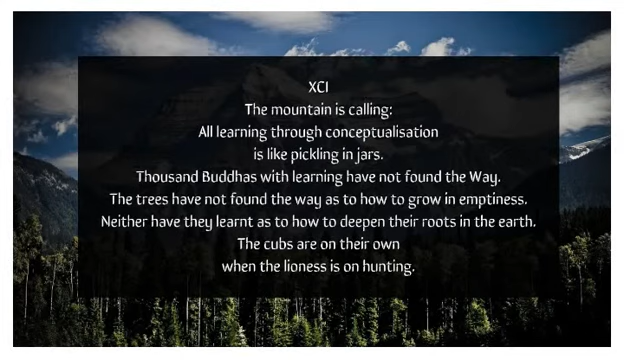 XCI
The mountain is calling:
All learning through conceptualisation
is like pickling in jars.
Thousand Buddhas with learning have not found the Way.
The trees have not found the way as to how to grow in emptiness.
Neither have they learnt as to how to deepen their roots in the earth.
The cubs are on their own
when the lioness is on hunting.